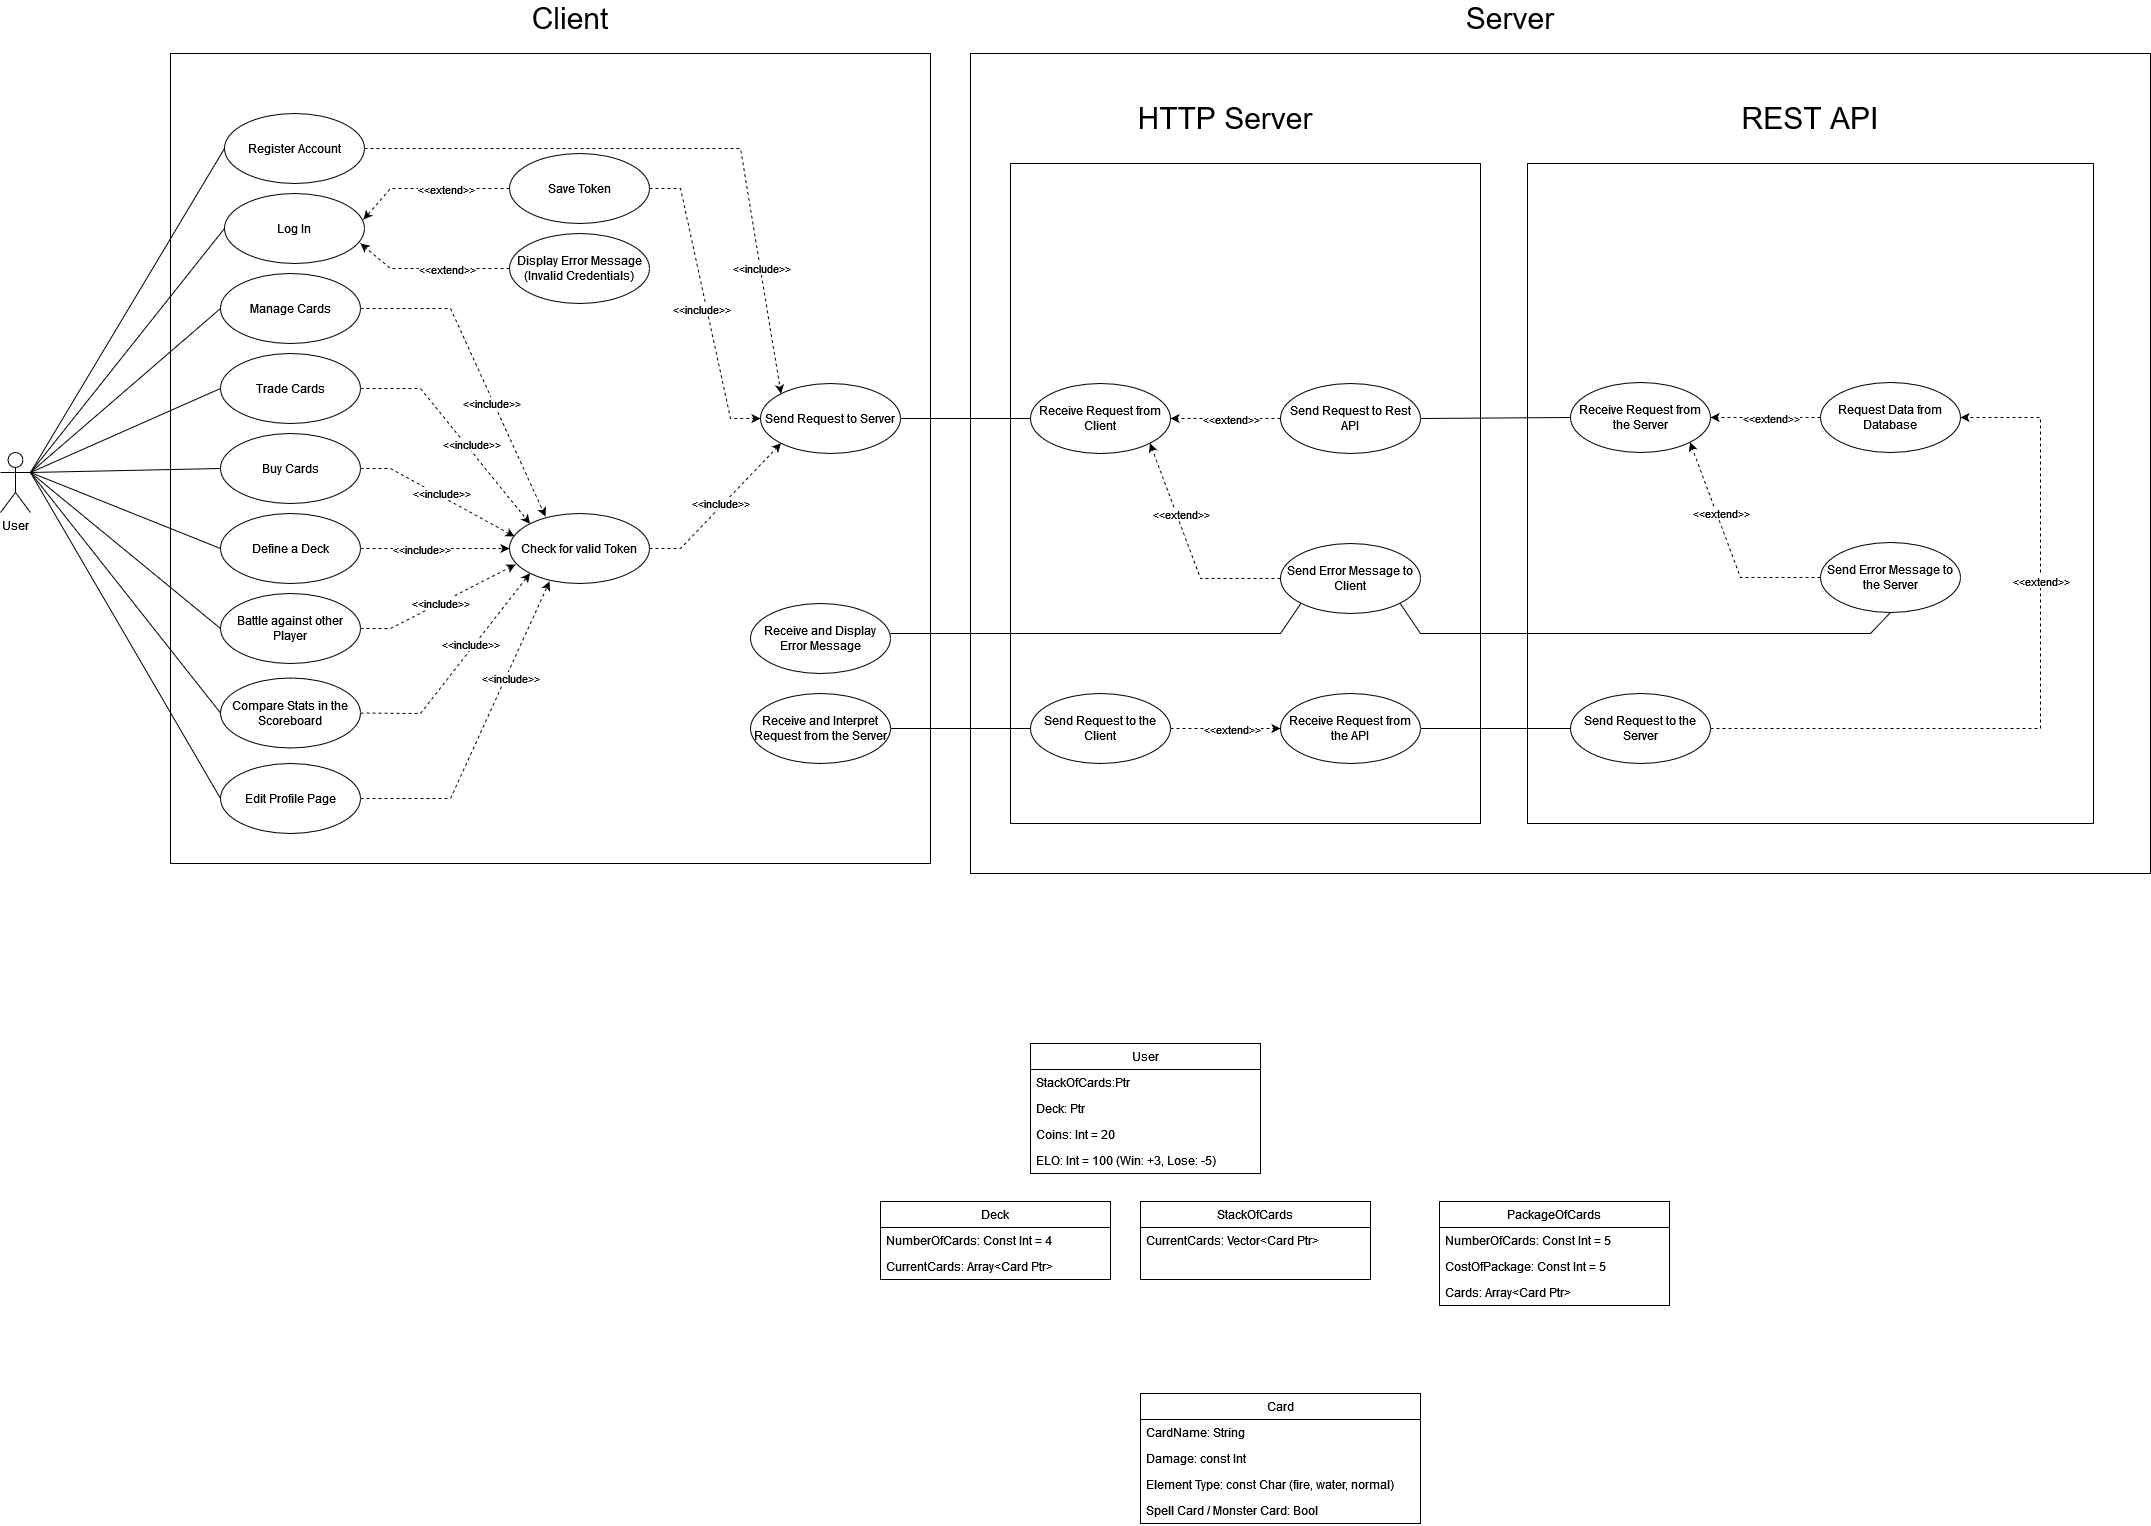 Client
Server
HTTP Server
REST API
Register Account
Save Token
<<extend>>
Log In
Display Error Message
(Invalid Credentials)
<<extend>>
<<include>>
<<include>>
Manage Cards
Trade Cards
<<include>>
<<include>>
Buy Cards
<<include>>
User
Define a Deck
<<include>>
Check for valid Token
<<include>>
Send Request to Server
Battle against other
Player
<<include>>
<<include>>
Compare Stats in the
Scoreboard
<<include>>
Edit Profile Page
Receive and Display
Error Message
Receive and Interpret
Request from the Server
Receive Request from
Client
<<extend>>
Send Request to Rest
API
<<extend>>
Send Error Message to
Client
Send Request to the
Client
<<extend>>
Receive Request from
the API
Receive Request from
the Server
<<extend>>
Request Data from
Database
<<extend>>
Send Error Message to
the Server
<<extend>>
Send Request to the
Server
User
StackOfCards:Ptr
Deck: Ptr
Coins: Int = 20
ELO: Int = 100 (Win: +3, Lose: -5)
Deck
NumberOfCards: Const Int = 4
CurrentCards: Array<Card Ptr>
StackOfCards
CurrentCards: Vector<Card Ptr>
PackageOfCards
NumberOfCards: Const Int = 5
CostOfPackage: Const Int = 5
Cards: Array<Card Ptr>
Card
CardName: String
Damage: const Int
Element Type: const Char (fire, water, normal)
Spell Card / Monster Card: Bool